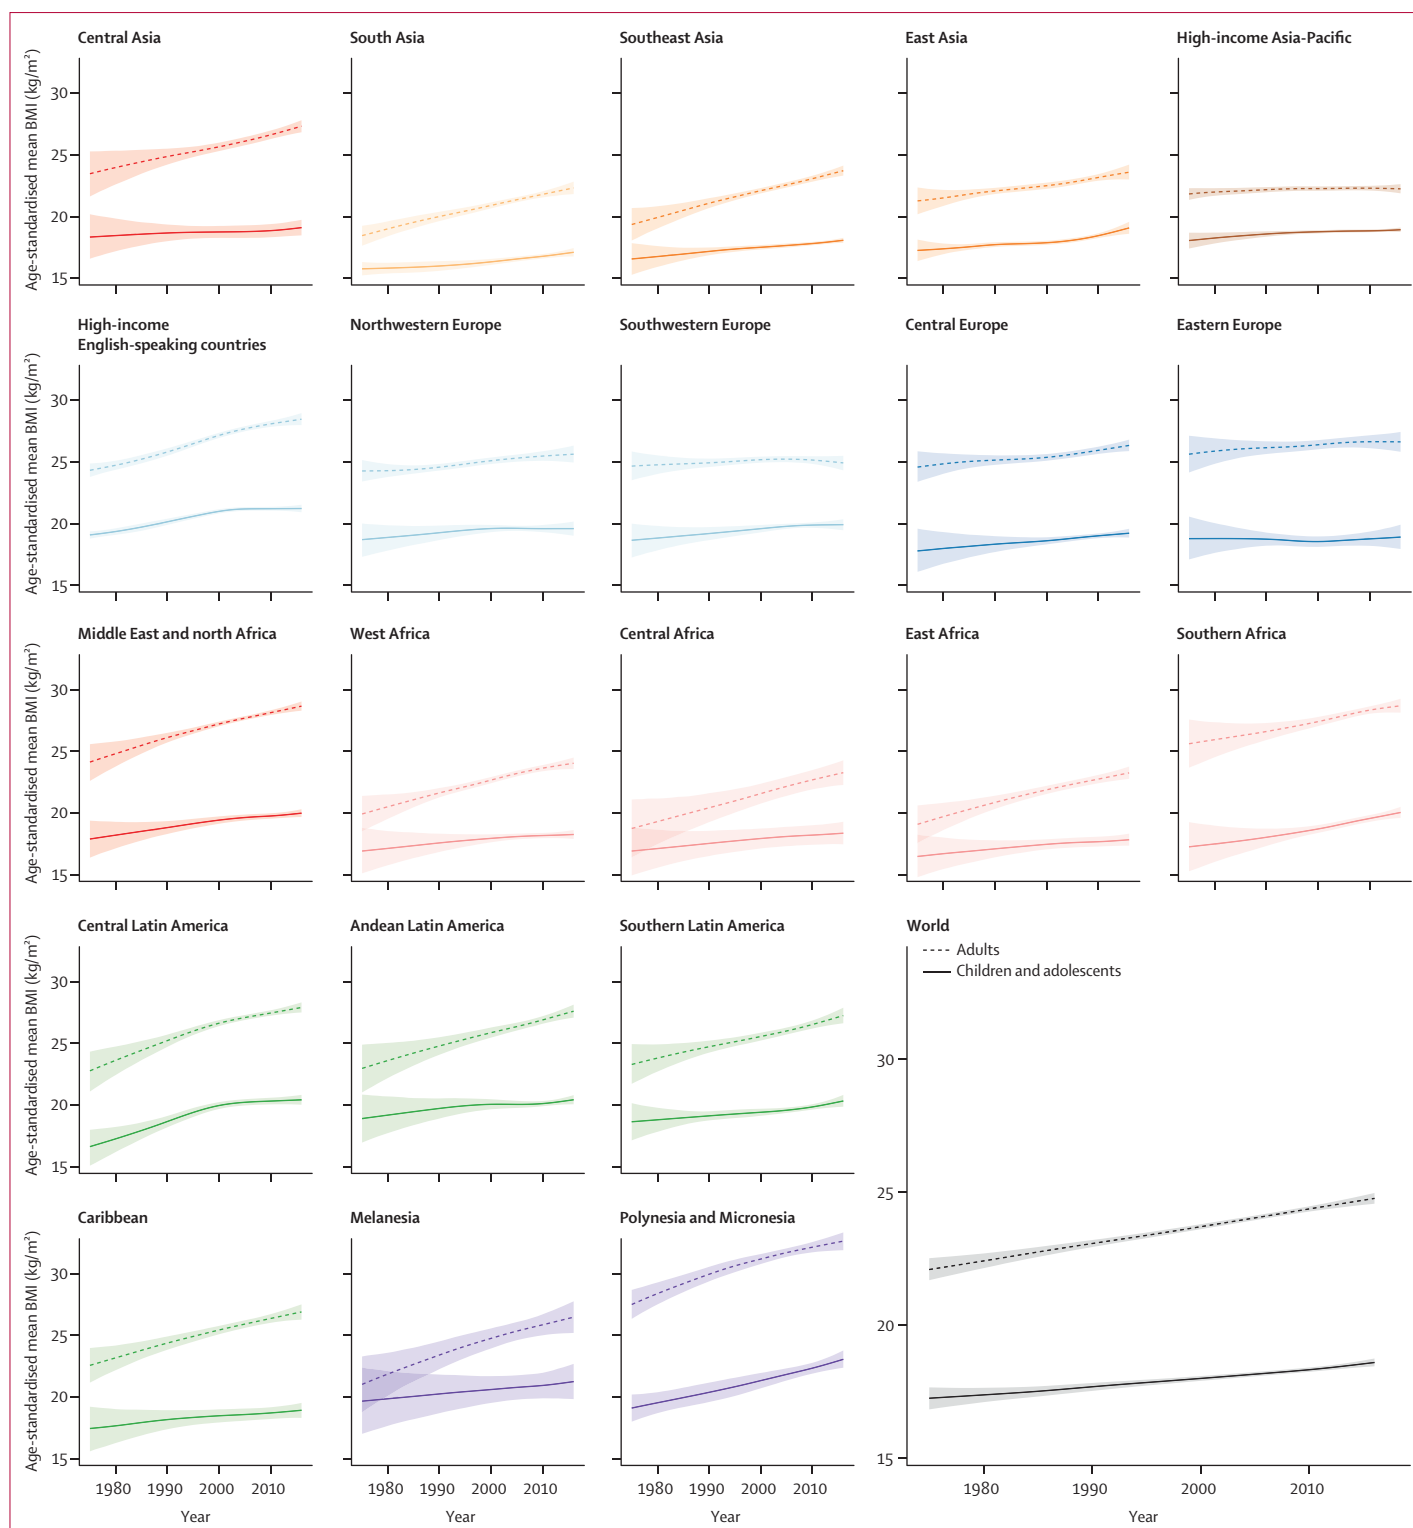 Central Asia
South Asia
Southeast Asia
East Asia
High-income Asia-Pacific
Age-standardised mean BMI (kg/m²)
30
25
20
15
High-income
English-speaking countries
Northwestern Europe
Southwestern Europe
Central Europe
Eastern Europe
Age-standardised mean BMI (kg/m²)
30
25
20
15
Middle East and north Africa
West Africa
Central Africa
East Africa
Southern Africa
Age-standardised mean BMI (kg/m²)
30
25
20
15
Central Latin America
Andean Latin America
Southern Latin America
Age-standardised mean BMI (kg/m²)
30
25
20
15
World
Adults
Children and adolescents
30
25
20
15
Caribbean
Melanesia
Polynesia and Micronesia
Age-standardised mean BMI (kg/m²)
30
25
20
15
1980 1990 2000 2010
Year
1980 1990 2000 2010
Year
1980 1990 2000 2010
Year
1980 1990 2000 2010
Year